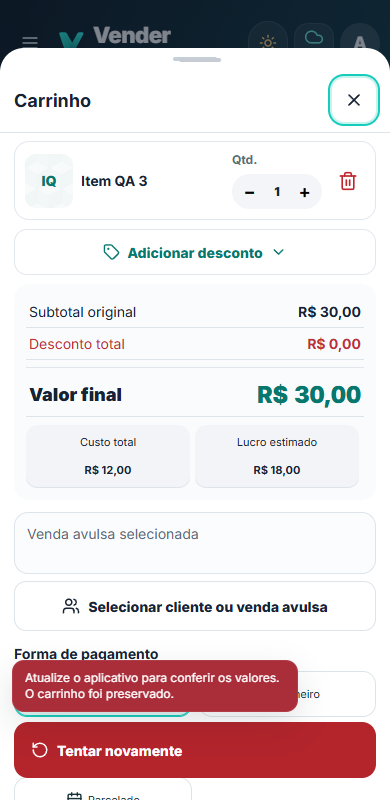 Vender
A
Carrinho
IQ
Item QA 3
Qtd.
− 1 +
Adicionar desconto
Subtotal original R$ 30,00
Desconto total R$ 0,00
Valor final R$ 30,00
Custo total
R$ 12,00
Lucro estimado
R$ 18,00
Venda avulsa selecionada
Selecionar cliente ou venda avulsa
Forma de pagamento
Atualize o aplicativo para conferir os valores.
O carrinho foi preservado.
Tentar novamente
Parcelado